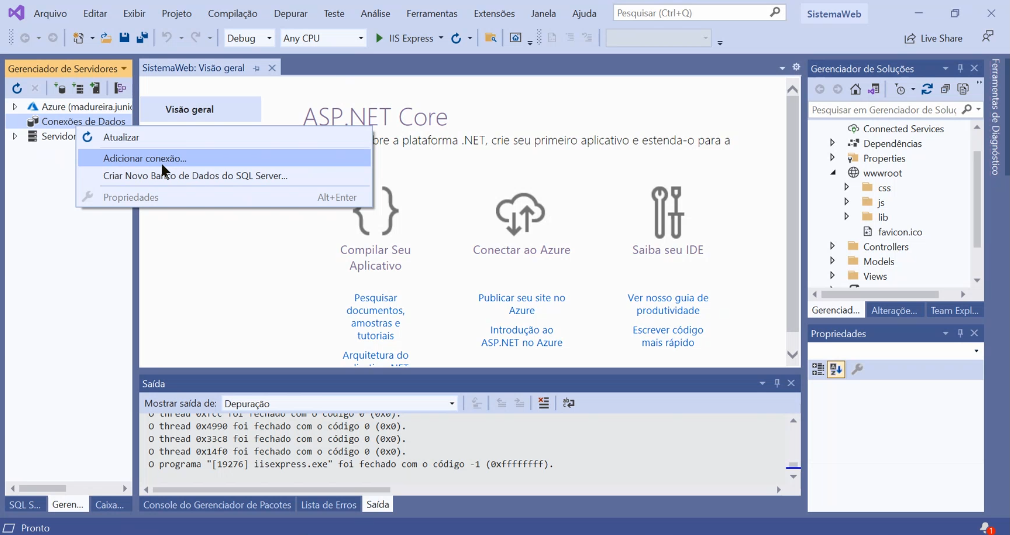 Arquivo Editar Exibir Projeto Compilação Depurar Teste Análise Ferramentas Extensões Janela Ajuda Pesquisar (Ctrl+Q) SistemaWeb
Debug Any CPU IIS Express Live Share
Gerenciador de Servidores
SistemaWeb: Visão geral
Gerenciador de Soluções
Ferramentas de Diagnóstico
Azure (madureira.junio
Conexões de Dados
Servidor
Atualizar
Adicionar conexão...
Criar Novo Banco de Dados do SQL Server...
Propriedades Alt+Enter
Visão geral
ASP.NET Core
bre a plataforma .NET, crie seu primeiro aplicativo e estenda-o para a
Compilar Seu
Aplicativo
Conectar ao Azure
Saiba seu IDE
Pesquisar
documentos,
amostras e
tutoriais
Arquitetura do
Publicar seu site no
Azure
Introdução ao
ASP.NET no Azure
Ver nosso guia de
produtividade
Escrever código
mais rápido
Pesquisar em Gerenciador de Soluç
Connected Services
Dependências
Properties
wwwroot
css
js
lib
favicon.ico
Controllers
Models
Views
Gerenciad... Alteraçõe... Team Expl...
Propriedades
Saída
Mostrar saída de: Depuração
O thread 0xfcc foi fechado com o código 0 (0x0).
O thread 0x4990 foi fechado com o código 0 (0x0).
O thread 0x33c8 foi fechado com o código 0 (0x0).
O thread 0x14f0 foi fechado com o código 0 (0x0).
O programa "[19276] iisexpress.exe" foi fechado com o código -1 (0xffffffff).
SQL S... Geren... Caixa...
Console do Gerenciador de Pacotes Lista de Erros Saída
Pronto
1